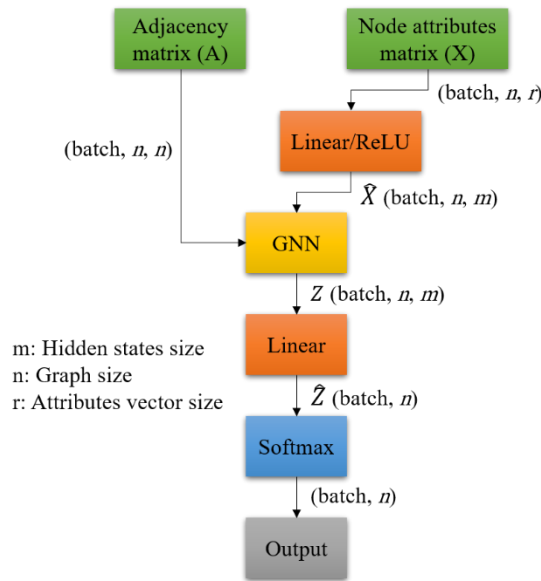 Adjacency
matrix (A)
Node attributes
matrix (X)
(batch, n, r)
Linear/ReLU
(batch, n, n)
X̂ (batch, n, m)
GNN
Z (batch, n, m)
Linear
m: Hidden states size
n: Graph size
r: Attributes vector size
Ẑ (batch, n)
Softmax
(batch, n)
Output